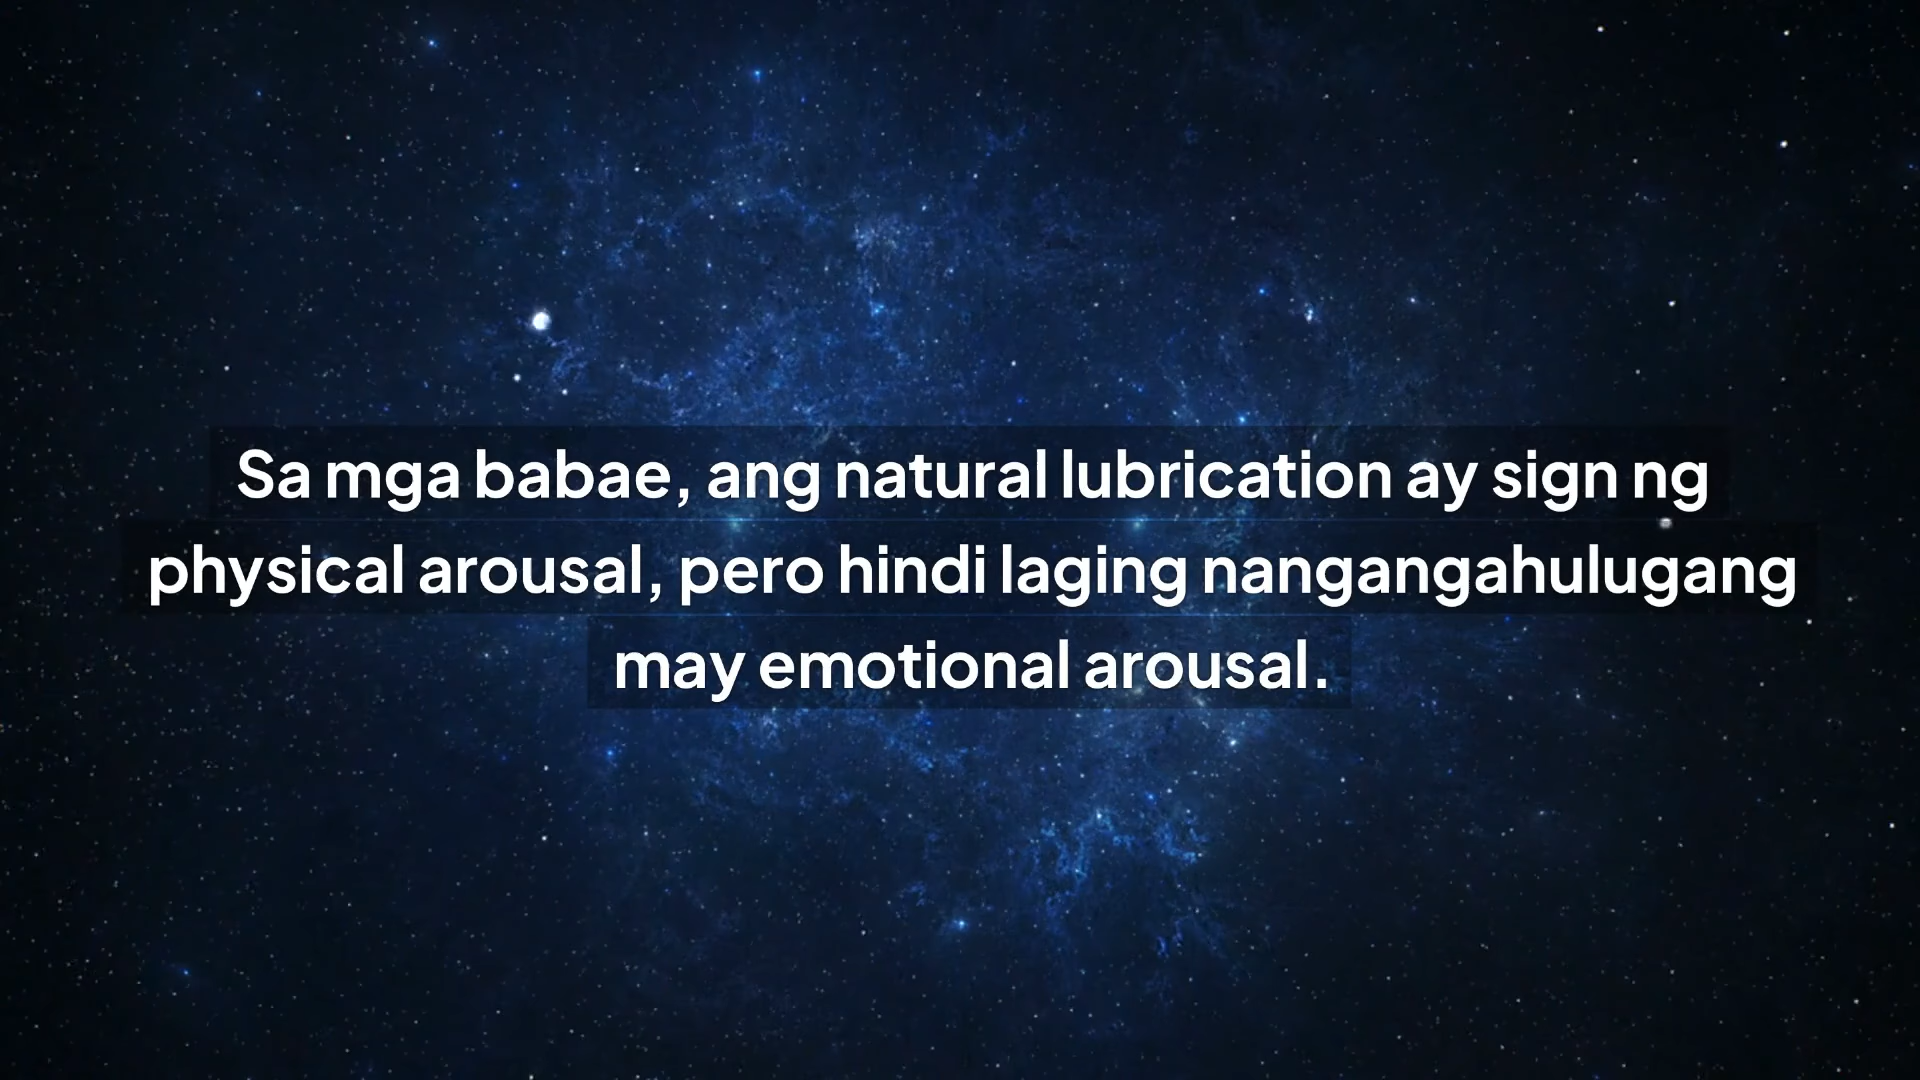 Sa mga babae, ang natural lubrication ay sign ng
physical arousal, pero hindi laging nangangahulugang
may emotional arousal.